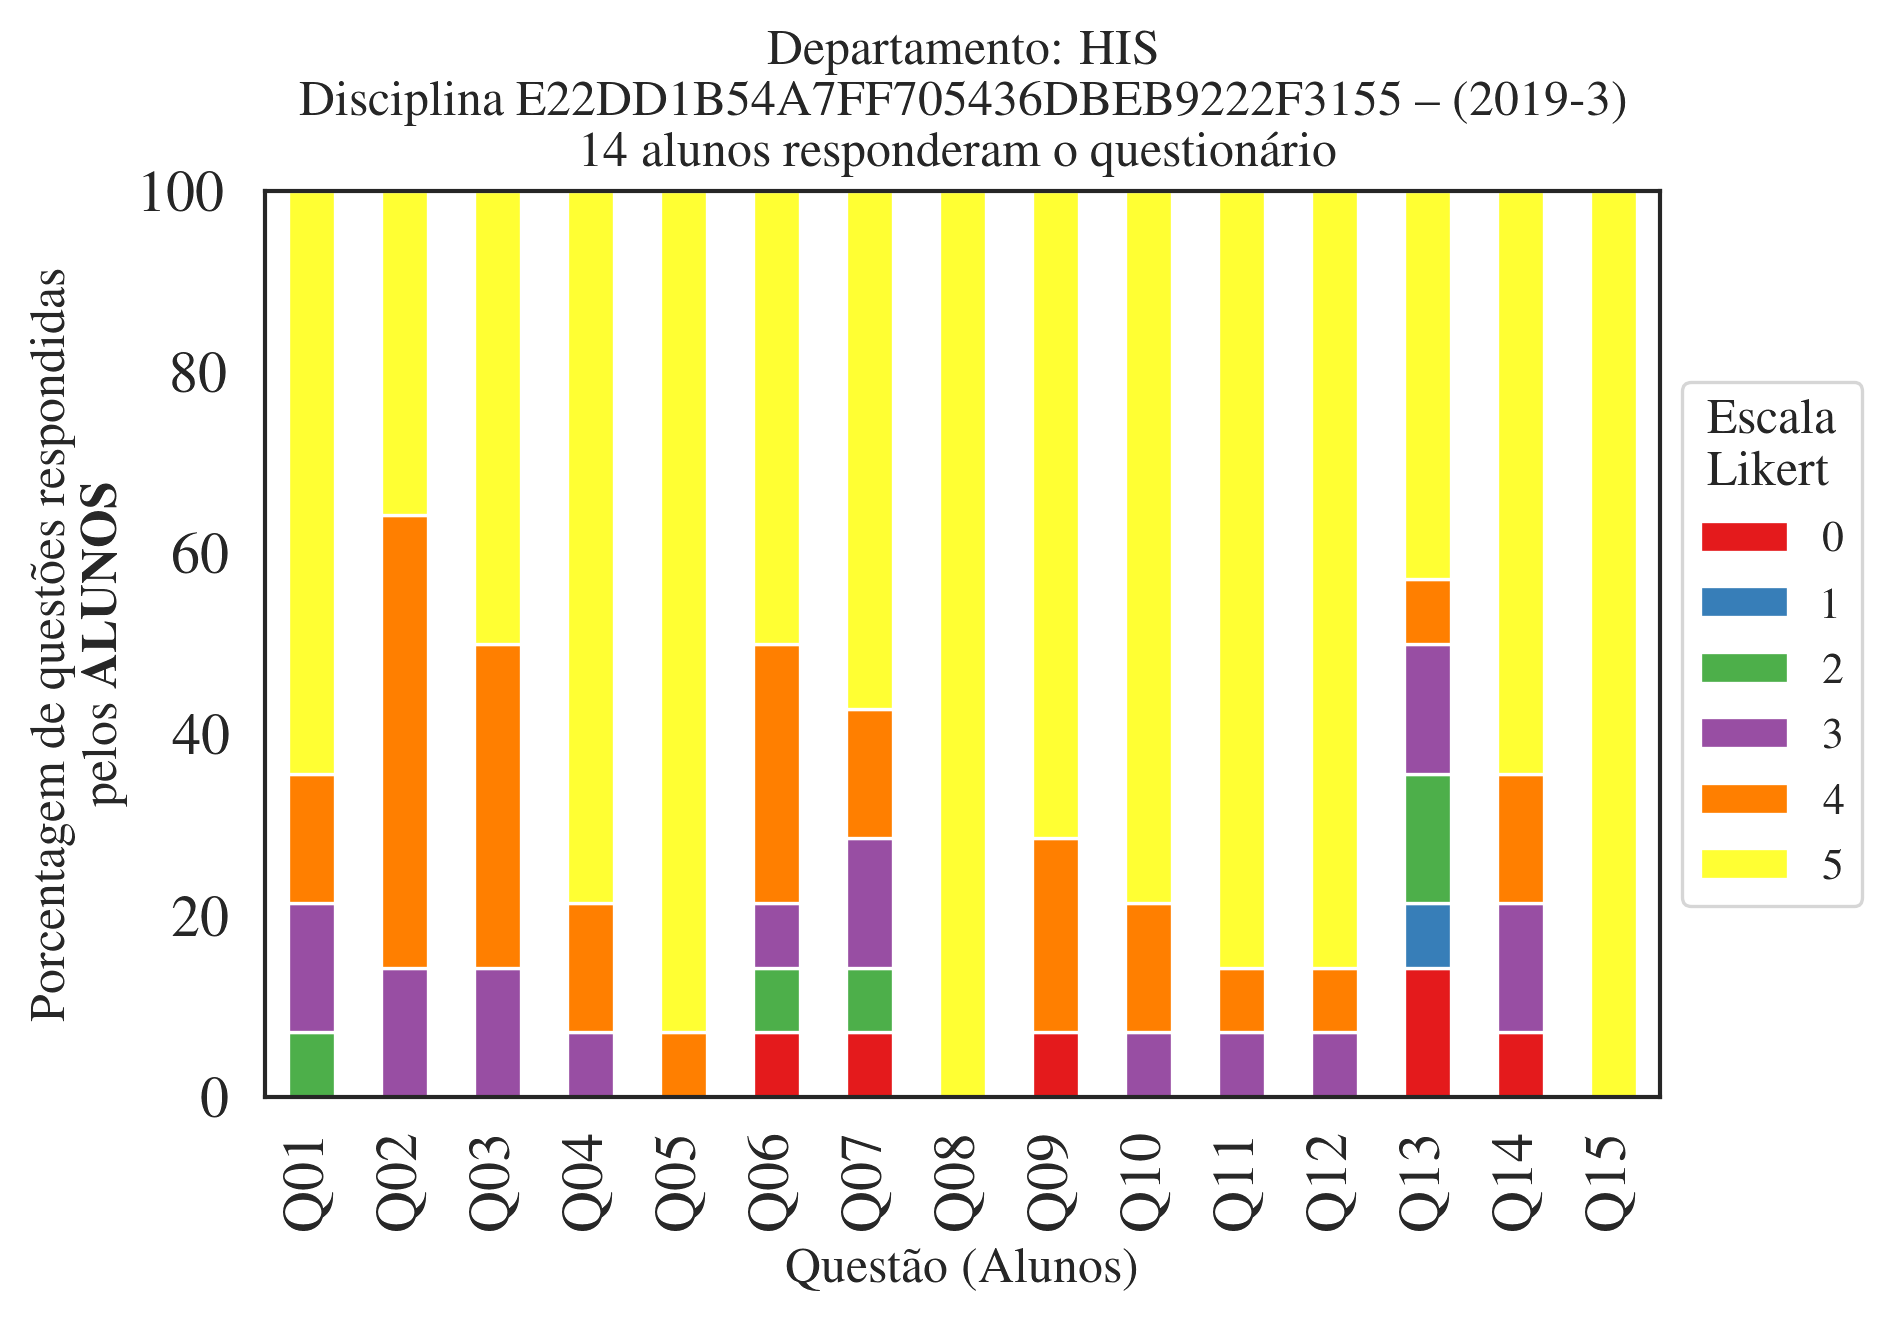 Departamento: HIS
Disciplina E22DD1B54A7FF705436DBEB9222F3155 – (2019-3)
14 alunos responderam o questionário
Porcentagem de questões respondidas
pelos ALUNOS
100
80
60
40
20
0
Q01
Q02
Q03
Q04
Q05
Q06
Q07
Q08
Q09
Q10
Q11
Q12
Q13
Q14
Q15
Questão (Alunos)
Escala
Likert
0
1
2
3
4
5